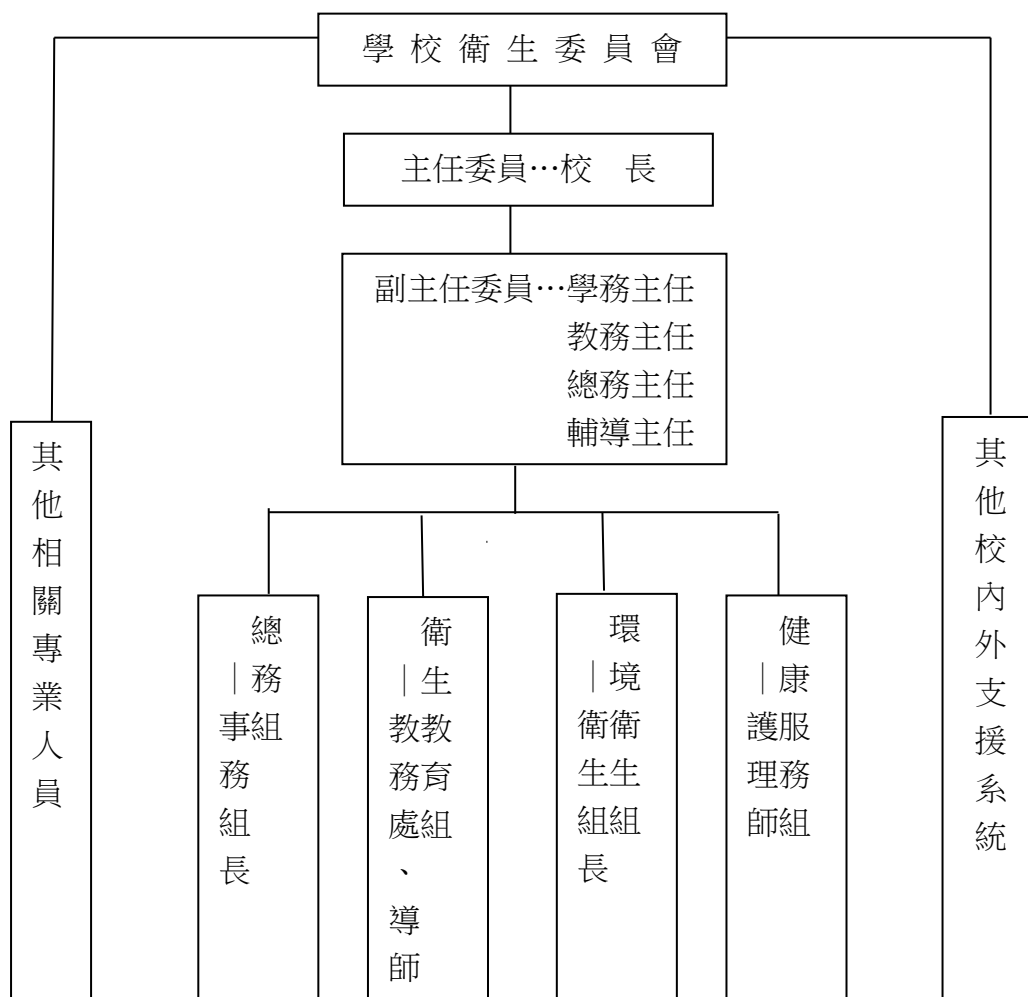 學校衛生委員會
主任委員…校　長
副主任委員…學務主任
教務主任
總務主任
輔導主任
其他相關專業人員
總務組
｜事務組長
衛生教育組
｜教務處、導師
環境衛生組
｜衛生組長
健康服務組
｜護理師
其他校內外支援系統